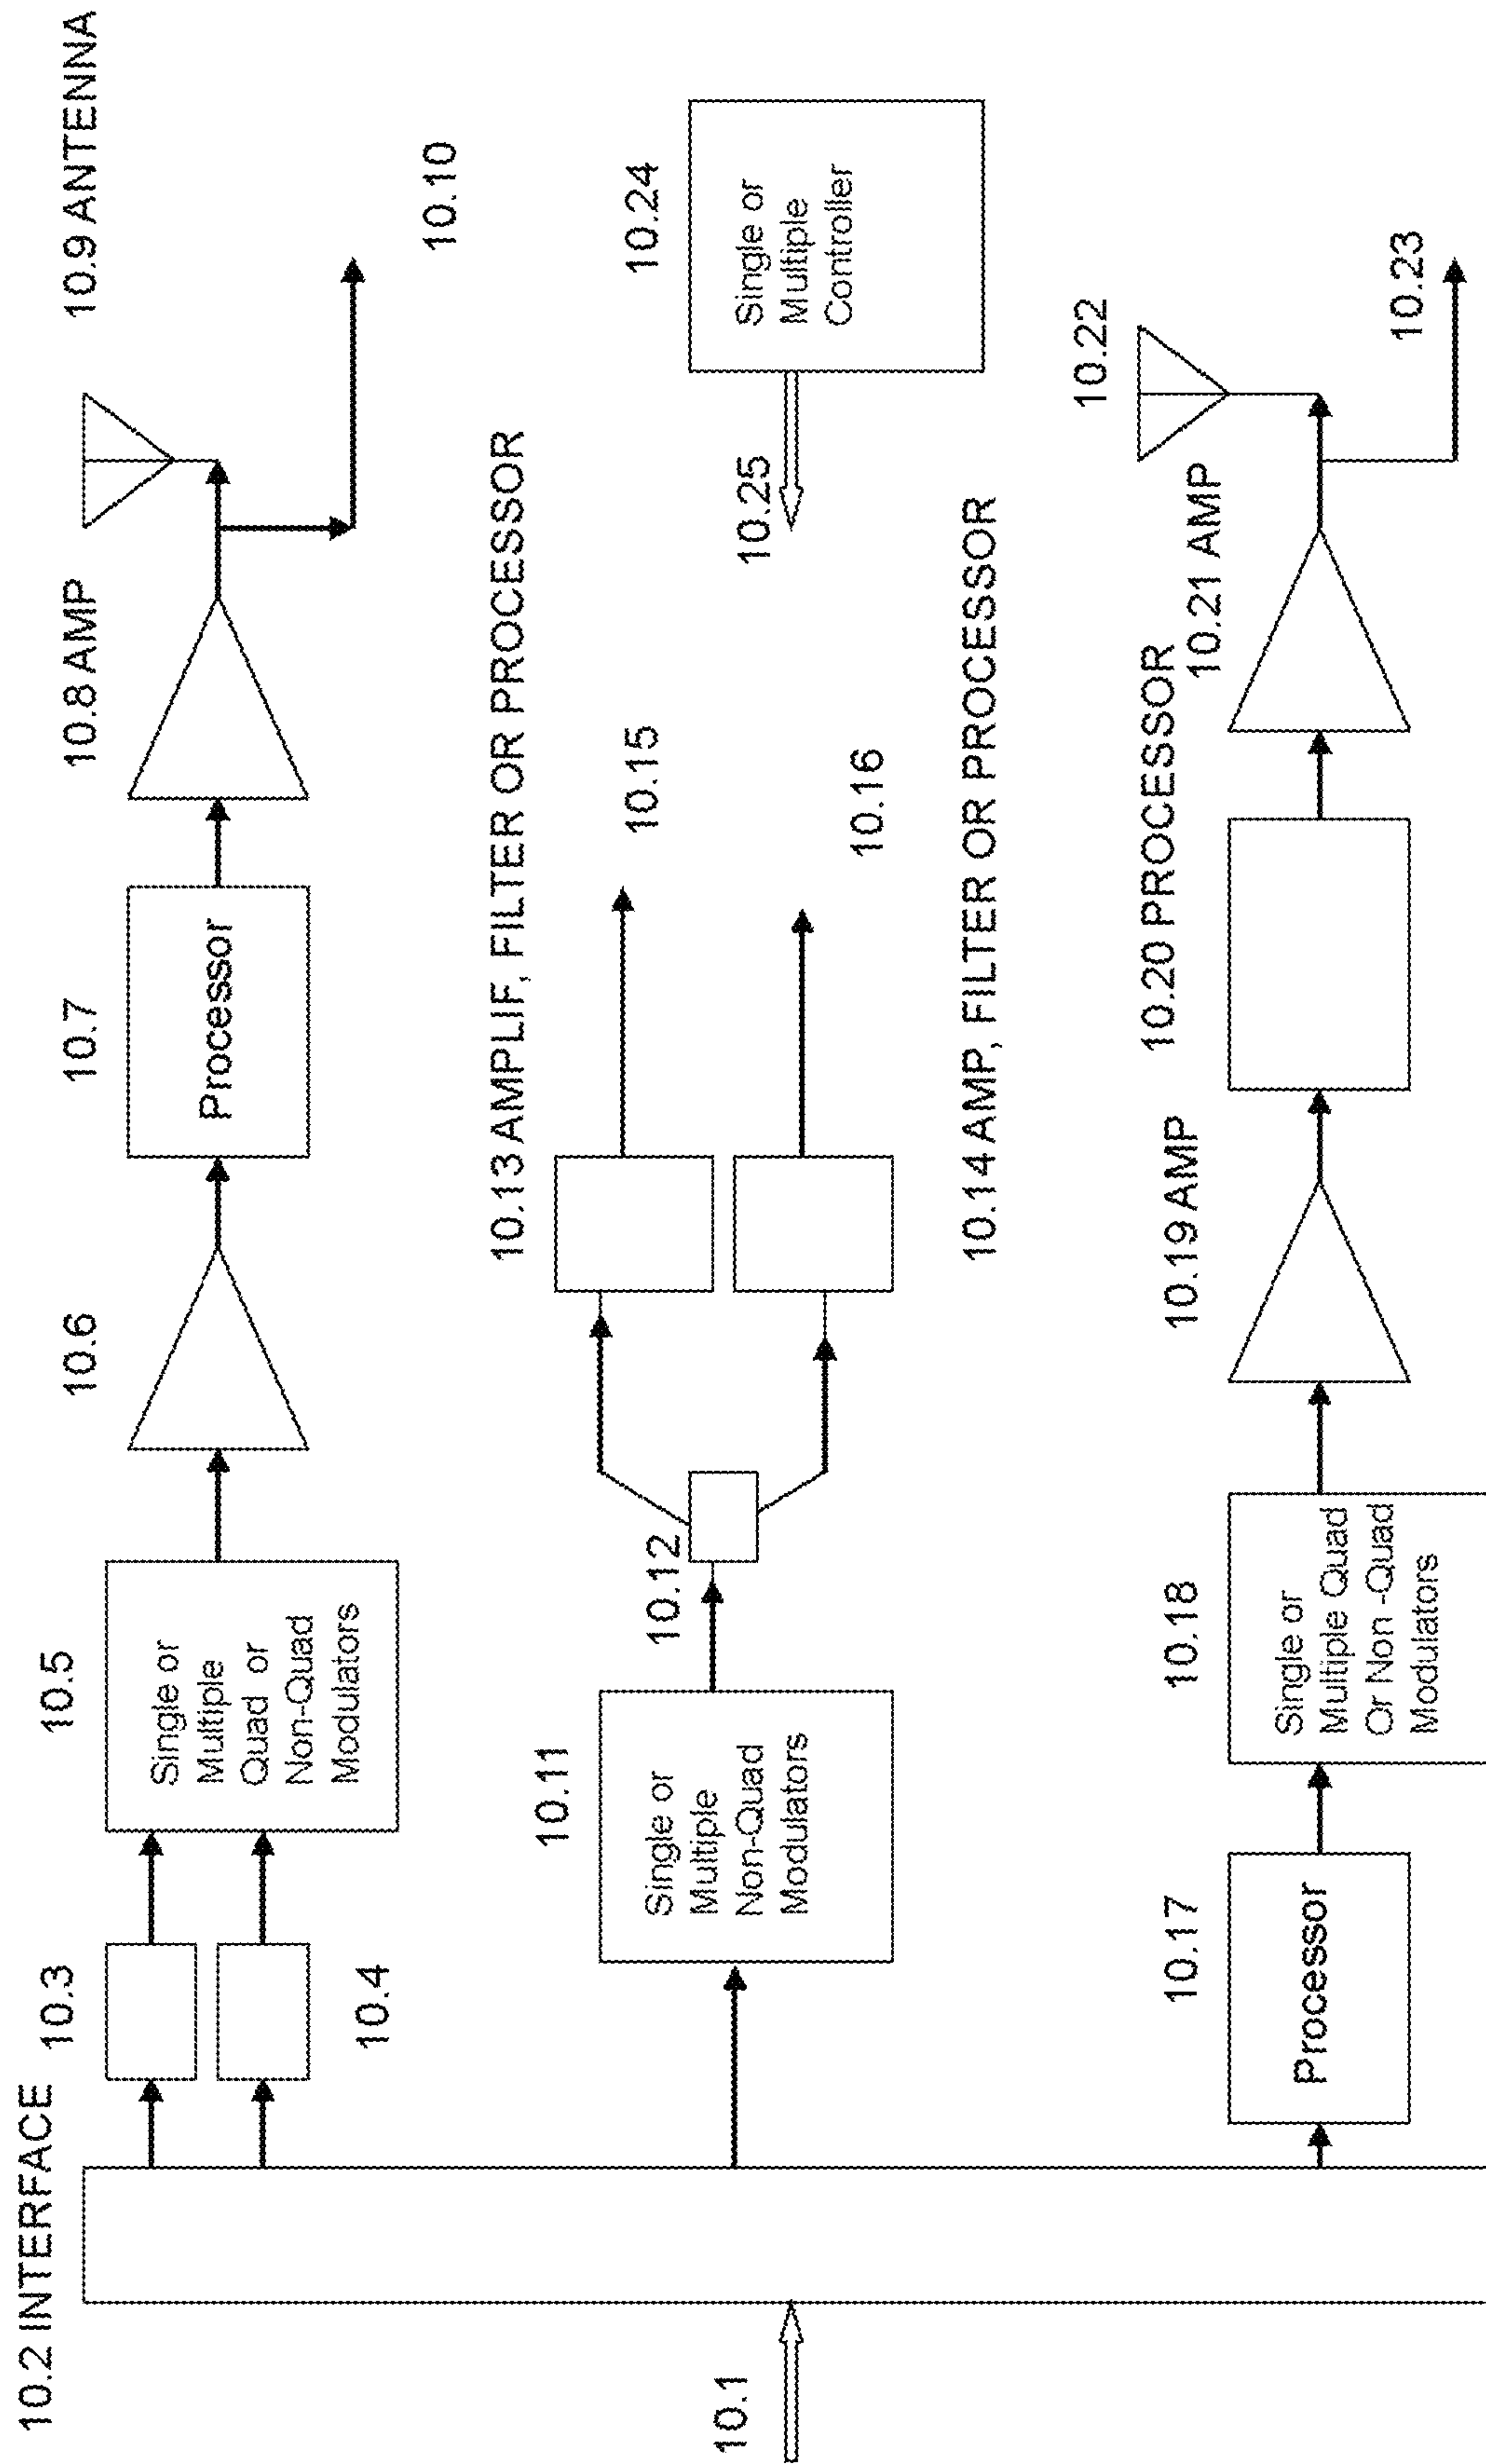 10.2 INTERFACE
10.1
10.3
10.4
10.5
Single or
Multiple
Quad or
Non-Quad
Modulators
10.6
10.7
Processor
10.8 AMP
10.9 ANTENNA
10.10
10.11
Single or
Multiple
Non-Quad
Modulators
10.12
10.13 AMPLIF, FILTER OR PROCESSOR
10.15
10.16
10.14 AMP, FILTER OR PROCESSOR
10.24
Single or
Multiple
Controller
10.25
10.17
Processor
10.18
Single or
Multiple Quad
Or Non -Quad
Modulators
10.19 AMP
10.20 PROCESSOR
10.21 AMP
10.22
10.23